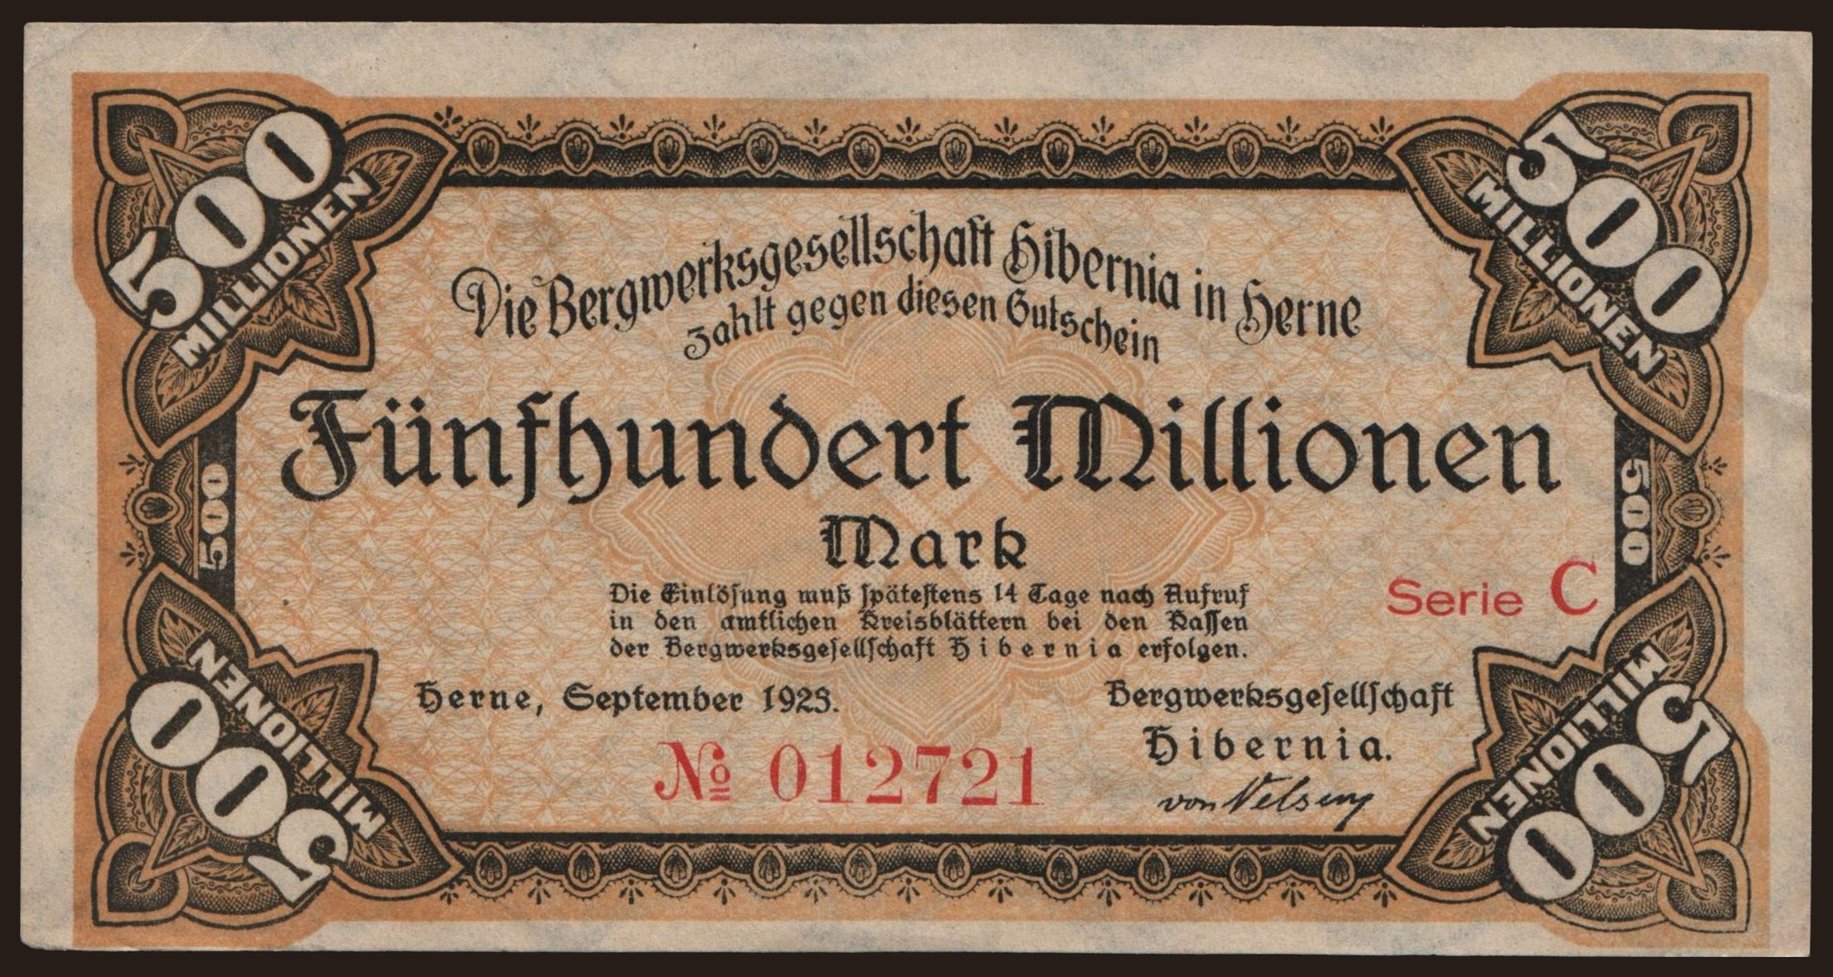 500
MILLIONEN
500
MILLIONEN
Die Bergwerksgesellschaft Hibernia in Herne
zahlt gegen diesen Gutschein
Fünfhundert Millionen
Mark
500
500
Die Einlösung muß spätestens 14 Tage nach Aufruf
in den amtlichen Kreisblättern bei den Kassen
der Bergwerksgesellschaft Hibernia erfolgen.
Serie C
Herne, September 1923.
Bergwerksgesellschaft
Hibernia.
№ 012721
von Velsen
MILLIONEN
500
MILLIONEN
500